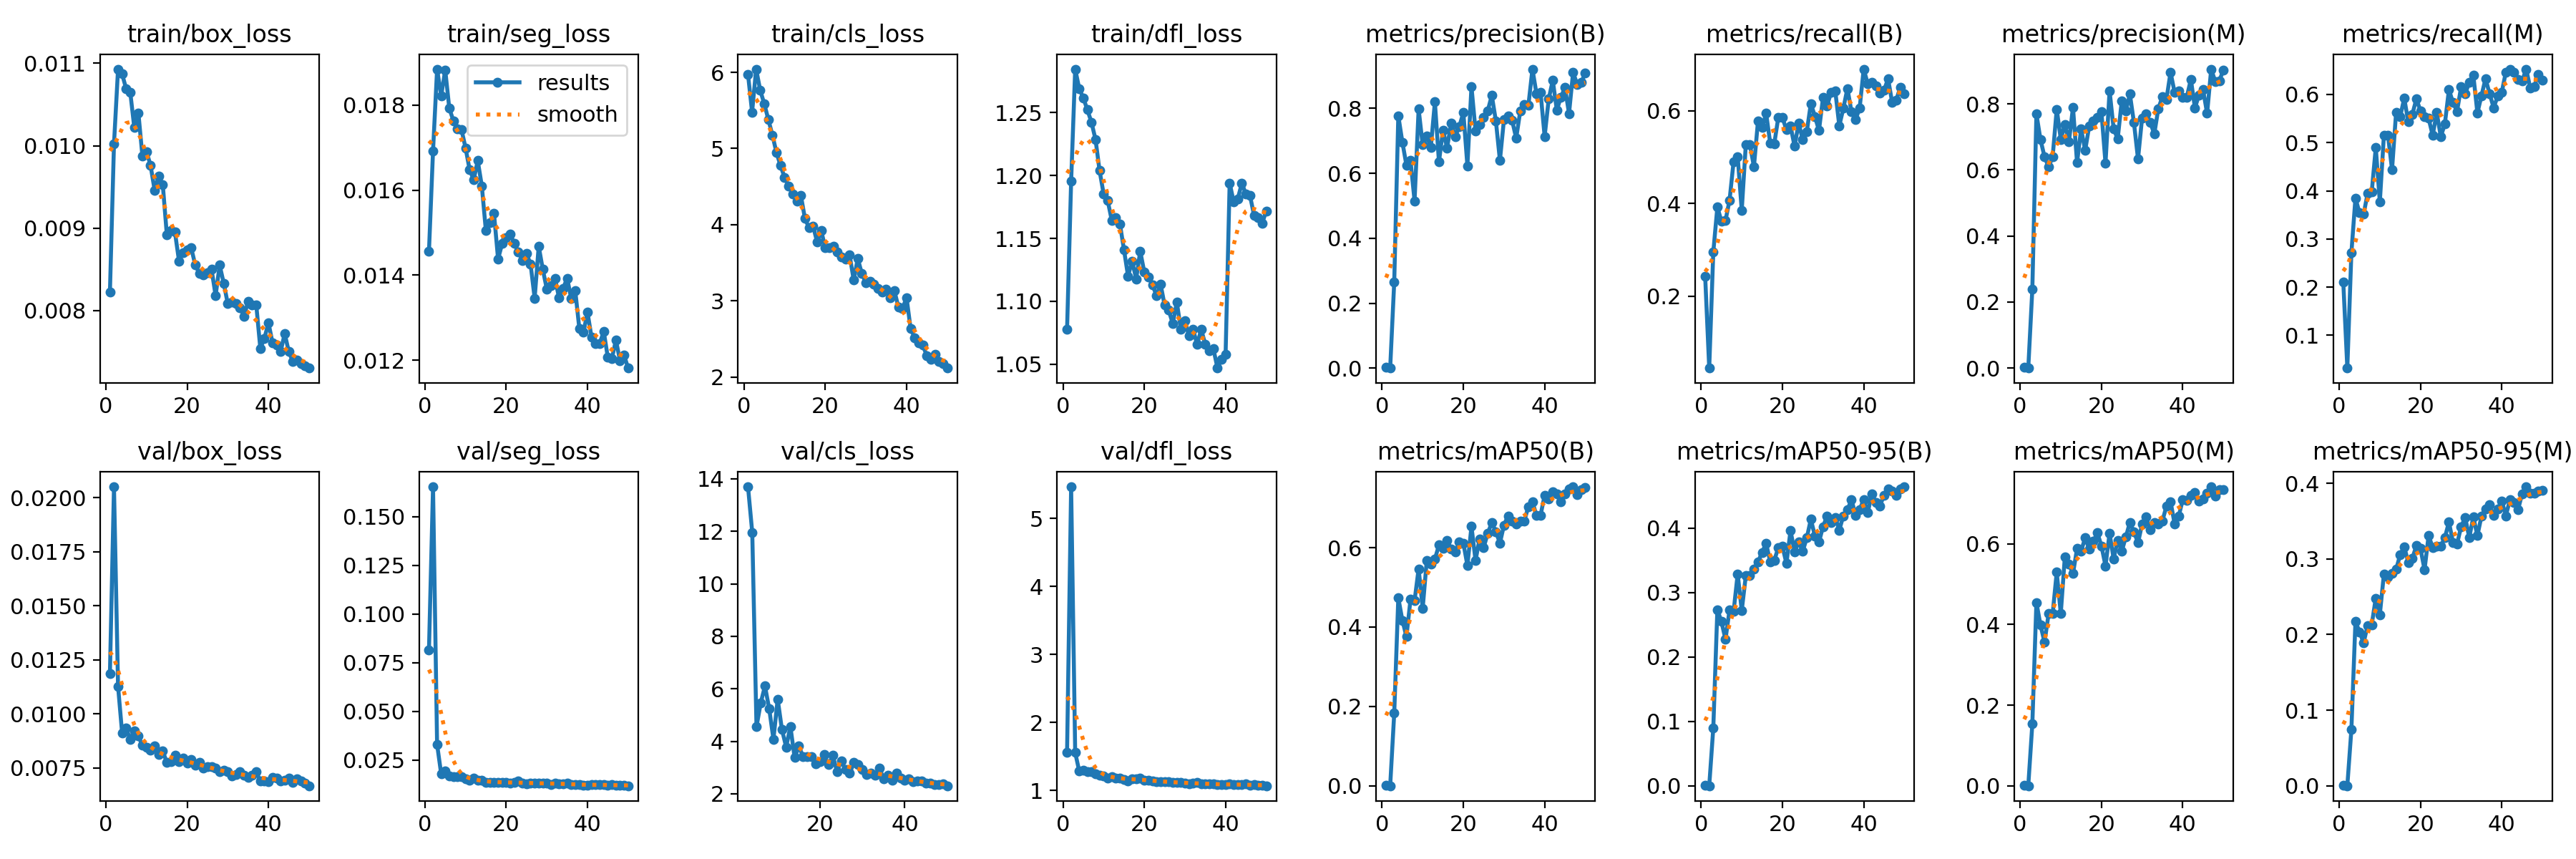 train/box_loss
train/seg_loss
train/cls_loss
train/dfl_loss
metrics/precision(B)
metrics/recall(B)
metrics/precision(M)
metrics/recall(M)
0.011
0.010
0.009
0.008
0 20 40
results
smooth
0.018
0.016
0.014
0.012
0 20 40
6
5
4
3
2
0 20 40
1.25
1.20
1.15
1.10
1.05
0 20 40
0.8
0.6
0.4
0.2
0.0
0 20 40
0.6
0.4
0.2
0 20 40
0.8
0.6
0.4
0.2
0.0
0 20 40
0.6
0.5
0.4
0.3
0.2
0.1
0 20 40
val/box_loss
val/seg_loss
val/cls_loss
val/dfl_loss
metrics/mAP50(B)
metrics/mAP50-95(B)
metrics/mAP50(M)
metrics/mAP50-95(M)
0.0200
0.0175
0.0150
0.0125
0.0100
0.0075
0 20 40
0.150
0.125
0.100
0.075
0.050
0.025
0 20 40
14
12
10
8
6
4
2
20 40
5
4
3
2
1
0 20 40
0.6
0.4
0.2
0.0
0 20 40
0.4
0.3
0.2
0.1
0.0
0 20 40
0.6
0.4
0.2
0.0
0 20 40
0.4
0.3
0.2
0.1
0.0
0 20 40